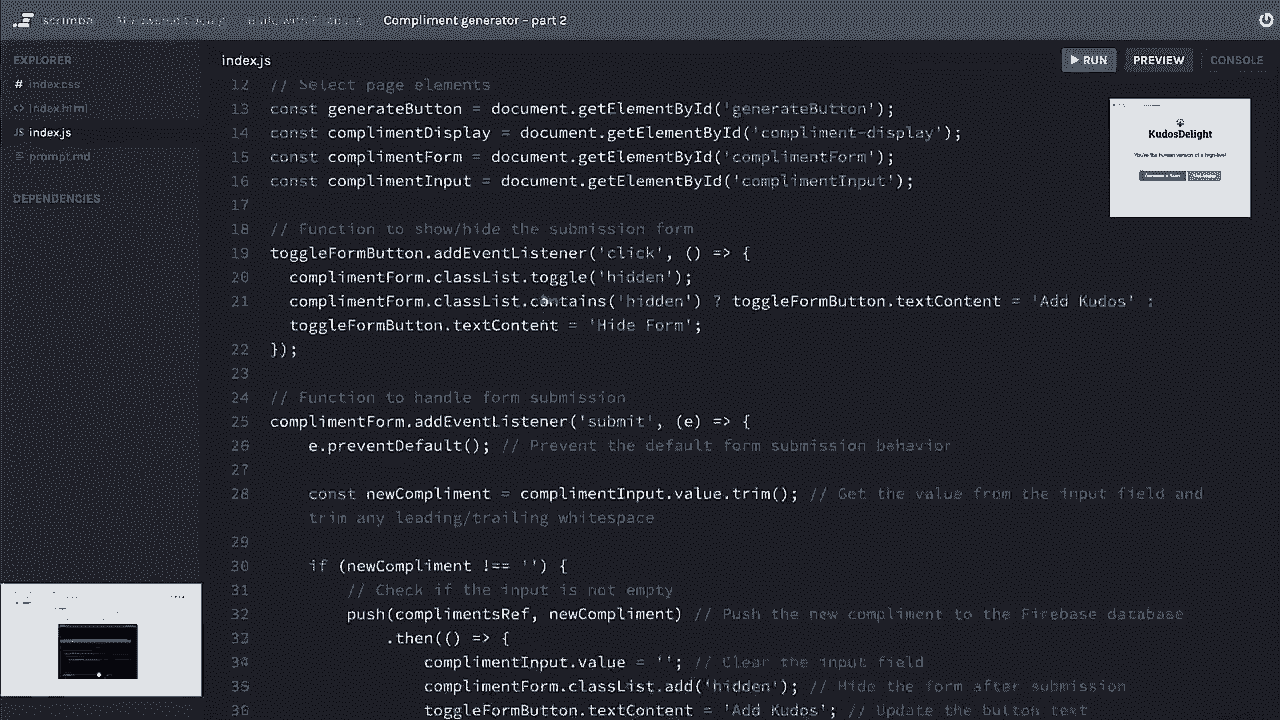 scrimba Compliment generator - part 2
EXPLORER
index.css
index.html
index.js
prompt.md
DEPENDENCIES
index.js
RUN PREVIEW CONSOLE
12 // Select page elements
13 const generateButton = document.getElementById('generateButton');
14 const complimentDisplay = document.getElementById('compliment-display');
15 const complimentForm = document.getElementById('complimentForm');
16 const complimentInput = document.getElementById('complimentInput');
17
18 // Function to show/hide the submission form
19 toggleFormButton.addEventListener('click', () => {
20 complimentForm.classList.toggle('hidden');
21 complimentForm.classList.contains('hidden') ? toggleFormButton.textContent = 'Add Kudos' :
toggleFormButton.textContent = 'Hide Form';
22 });
23
24 // Function to handle form submission
25 complimentForm.addEventListener('submit', (e) => {
26 e.preventDefault(); // Prevent the default form submission behavior
27
28 const newCompliment = complimentInput.value.trim(); // Get the value from the input field and
trim any leading/trailing whitespace
29
30 if (newCompliment !== '') {
31 // Check if the input is not empty
32 push(complimentsRef, newCompliment) // Push the new compliment to the Firebase database
33 .then(() =>
34 complimentInput.value = ''; // Clear the input field
35 complimentForm.classList.add('hidden'); // Hide the form after submission
36 toggleFormButton.textContent = 'Add Kudos'; // Update the button text
KudosDelight
You're the human version of a high-five!